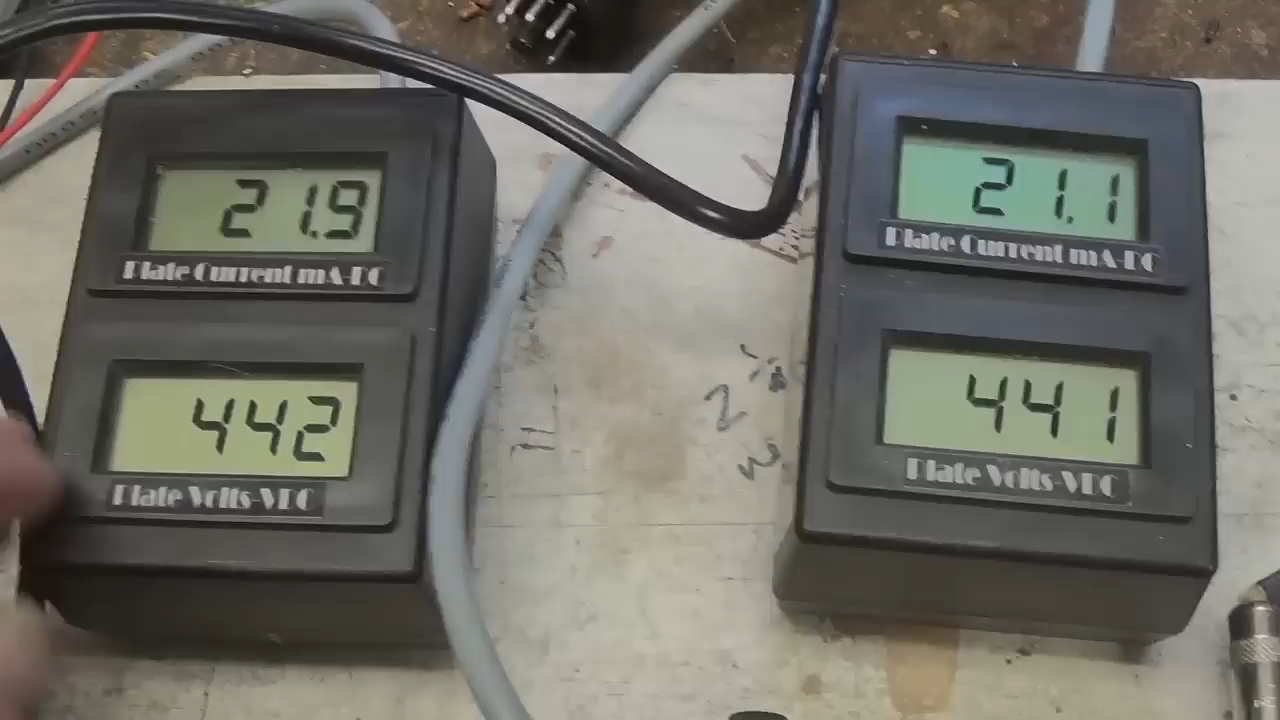 21.9
Plate Current mA-DC
442
Plate Volts-VDC
21.1
Plate Current mA-DC
441
Plate Volts-VDC